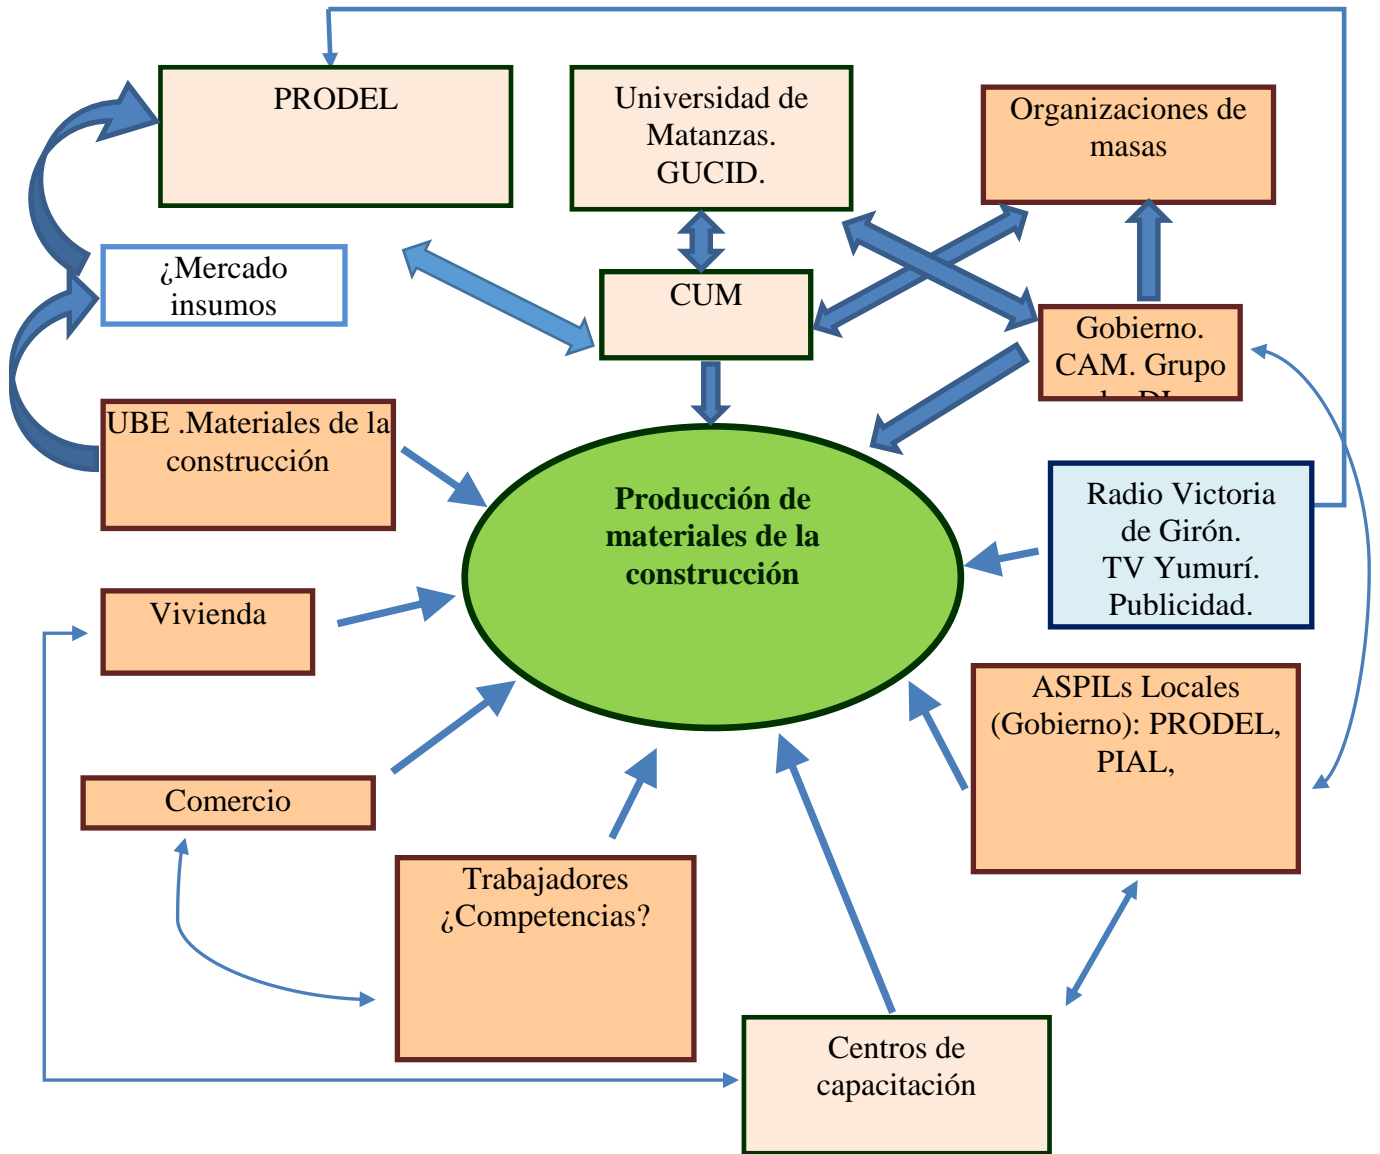 PRODEL
Universidad de
Matanzas.
GUCID.
Organizaciones de
masas
¿Mercado
insumos
CUM
Gobierno.
CAM. Grupo
UBE .Materiales de la
construcción
Producción de
materiales de la
construcción
Radio Victoria
de Girón.
TV Yumurí.
Publicidad.
Vivienda
ASPILs Locales
(Gobierno): PRODEL,
PIAL,
Comercio
Trabajadores
¿Competencias?
Centros de
capacitación